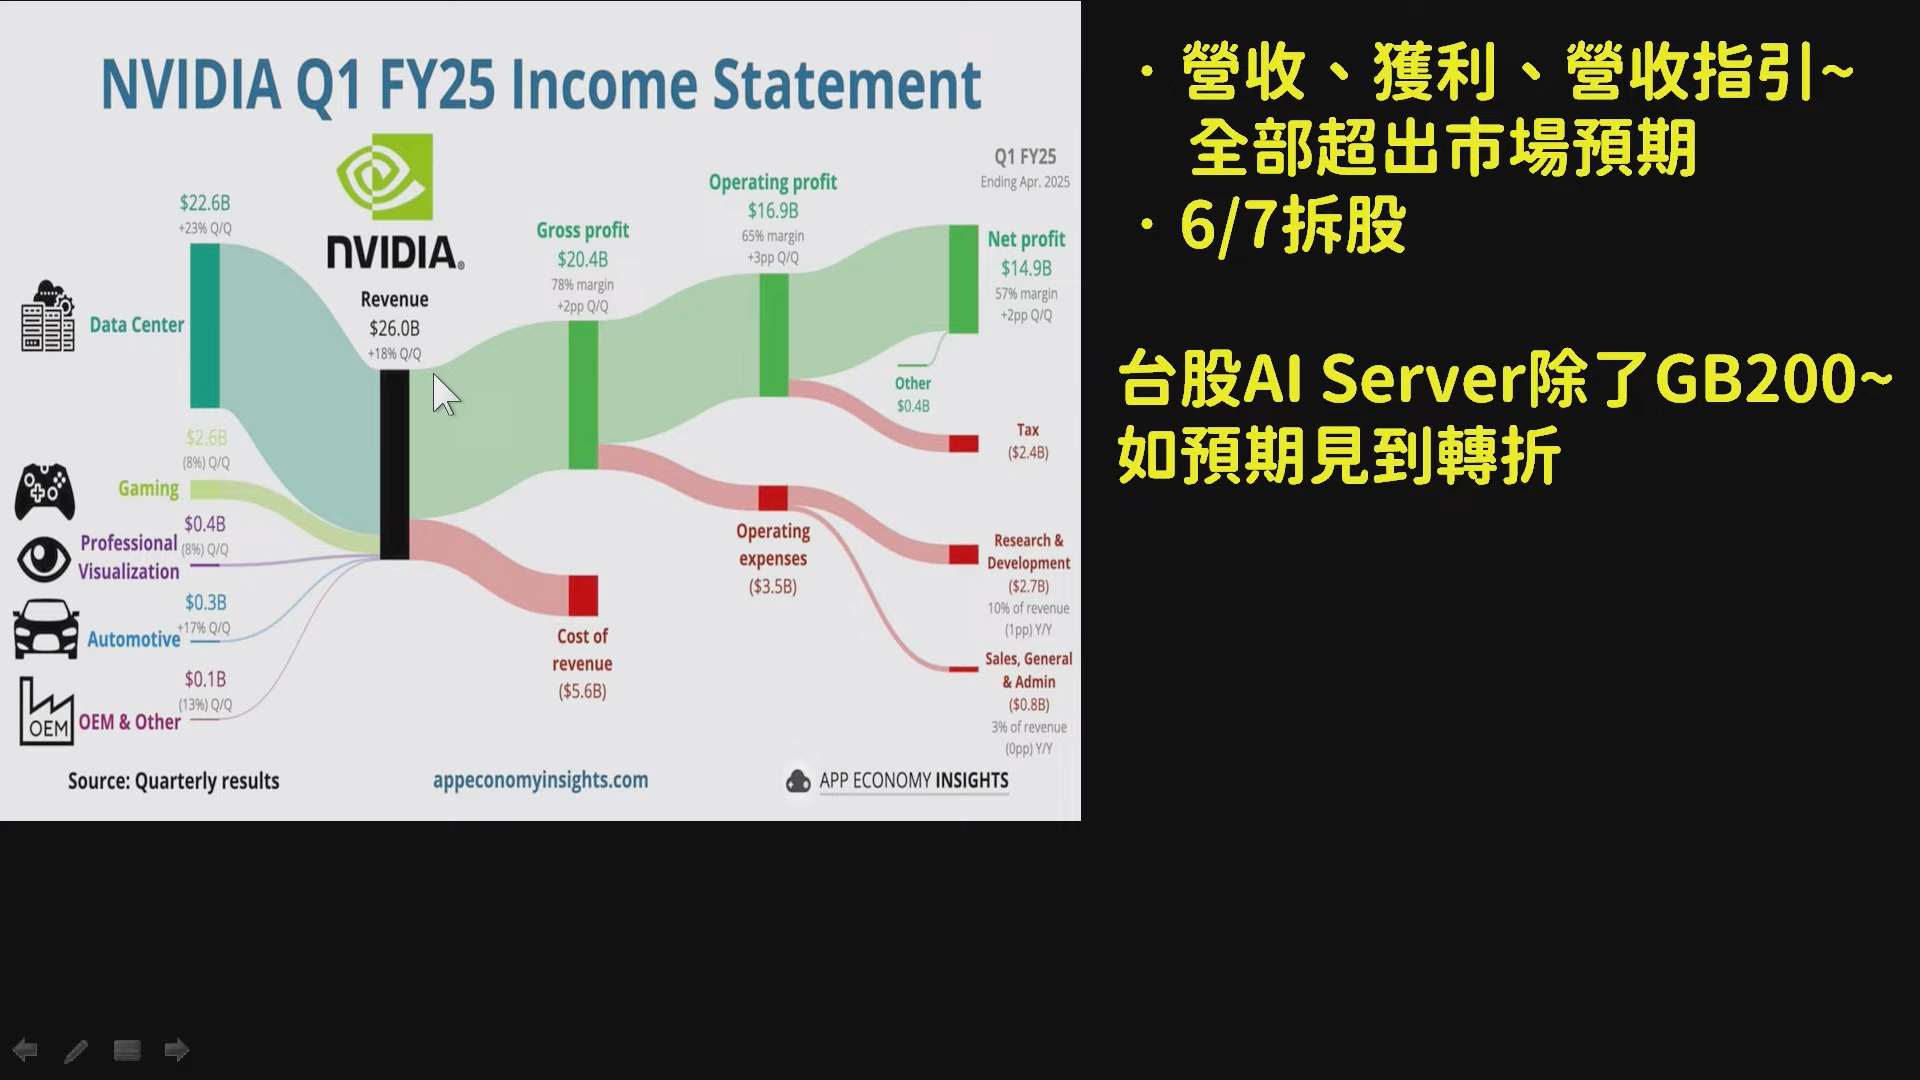 NVIDIA Q1 FY25 Income Statement
Q1 FY25
Ending Apr. 2025
NVIDIA
Revenue
$26.0B
+18% Q/Q
$22.6B
+23% Q/Q
Data Center
$2.6B
(8%) Q/Q
Gaming
$0.4B
(8%) Q/Q
Professional
Visualization
$0.3B
+17% Q/Q
Automotive
$0.1B
(13%) Q/Q
OEM
OEM & Other
Gross profit
$20.4B
78% margin
+2pp Q/Q
Cost of
revenue
($5.6B)
Operating profit
$16.9B
65% margin
+3pp Q/Q
Operating
expenses
($3.5B)
Net profit
$14.9B
57% margin
+2pp Q/Q
Other
$0.4B
Tax
($2.4B)
Research &
Development
($2.7B)
10% of revenue
(1pp) Y/Y
Sales, General
& Admin
($0.8B)
3% of revenue
(0pp) Y/Y
Source: Quarterly results
appeconomyinsights.com
APP ECONOMY INSIGHTS
·營收、獲利、營收指引~
全部超出市場預期
·6/7拆股
台股AI Server除了GB200~
如預期見到轉折